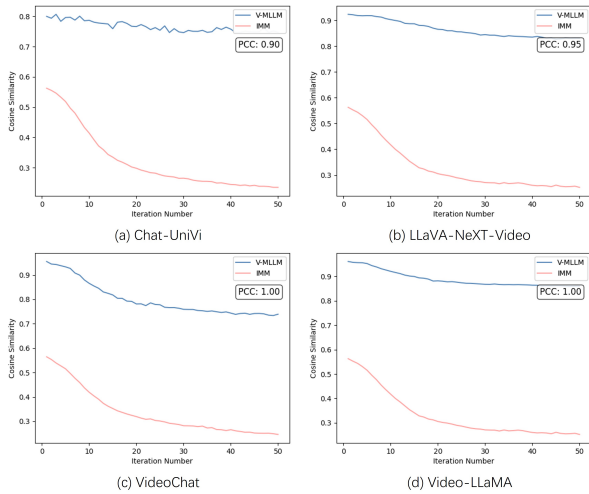 V-MLLM
IMM
PCC: 0.90
Cosine Similarity
0.8
0.7
0.6
0.5
0.4
0.3
0 10 20 30 40 50
Iteration Number
(a) Chat-UniVi
V-MLLM
IMM
PCC: 0.95
Cosine Similarity
0.9
0.8
0.7
0.6
0.5
0.4
0.3
0 10 20 30 40 50
Iteration Number
(b) LLaVA-NeXT-Video
V-MLLM
IMM
PCC: 1.00
Cosine Similarity
0.9
0.8
0.7
0.6
0.5
0.4
0.3
0 10 20 30 40 50
Iteration Number
(c) VideoChat
V-MLLM
IMM
PCC: 1.00
Cosine Similarity
0.9
0.8
0.7
0.6
0.5
0.4
0.3
0 10 20 30 40 50
Iteration Number
(d) Video-LLaMA